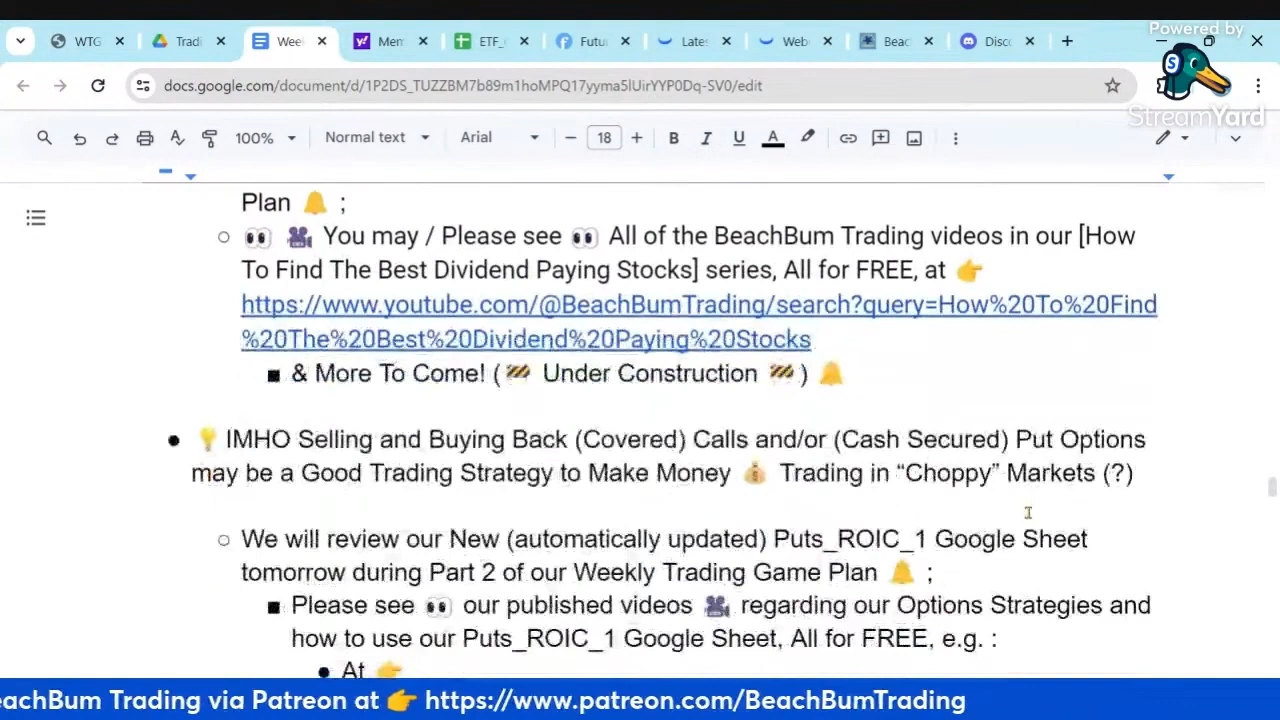 Powered by
StreamYard
WTG
Tradi
Wee
Mem
ETF_
Futu
Lates
Web
Beac
Disco
docs.google.com/document/d/1P2DS_TUZZBM7b89m1hoMPQ17yyma5lUirYYP0Dq-SV0/edit
100% Normal text Arial 18 B I U A
Plan 🔔 ;
👀 🎥 You may / Please see 👀 All of the BeachBum Trading videos in our [How
To Find The Best Dividend Paying Stocks] series, All for FREE, at 👉
https://www.youtube.com/@BeachBumTrading/search?query=How%20To%20Find
%20The%20Best%20Dividend%20Paying%20Stocks
& More To Come! ( 🚧 Under Construction 🚧 ) 🔔
💡 IMHO Selling and Buying Back (Covered) Calls and/or (Cash Secured) Put Options
may be a Good Trading Strategy to Make Money 💰 Trading in “Choppy” Markets (?)
We will review our New (automatically updated) Puts_ROIC_1 Google Sheet
tomorrow during Part 2 of our Weekly Trading Game Plan 🔔 ;
Please see 👀 our published videos 🎥 regarding our Options Strategies and
how to use our Puts_ROIC_1 Google Sheet, All for FREE, e.g. :
At 👉
eachBum Trading via Patreon at 👉 https://www.patreon.com/BeachBumTrading